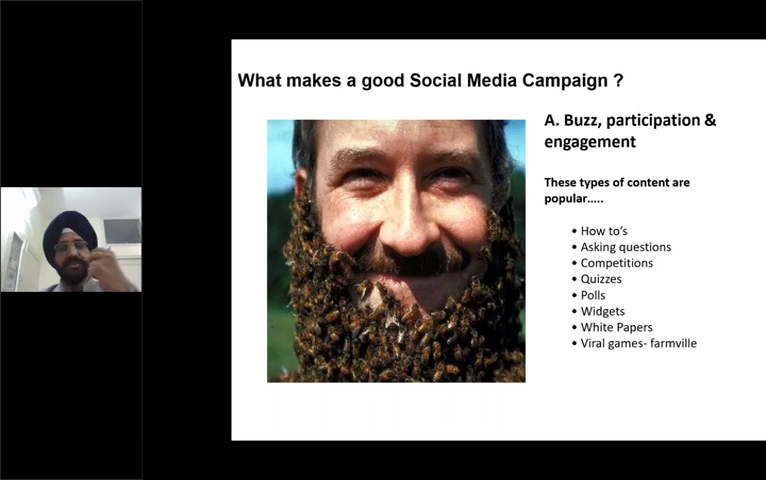 What makes a good Social Media Campaign ?
A. Buzz, participation &
engagement
These types of content are
popular.....
• How to's
• Asking questions
• Competitions
• Quizzes
• Polls
• Widgets
• White Papers
• Viral games- farmville